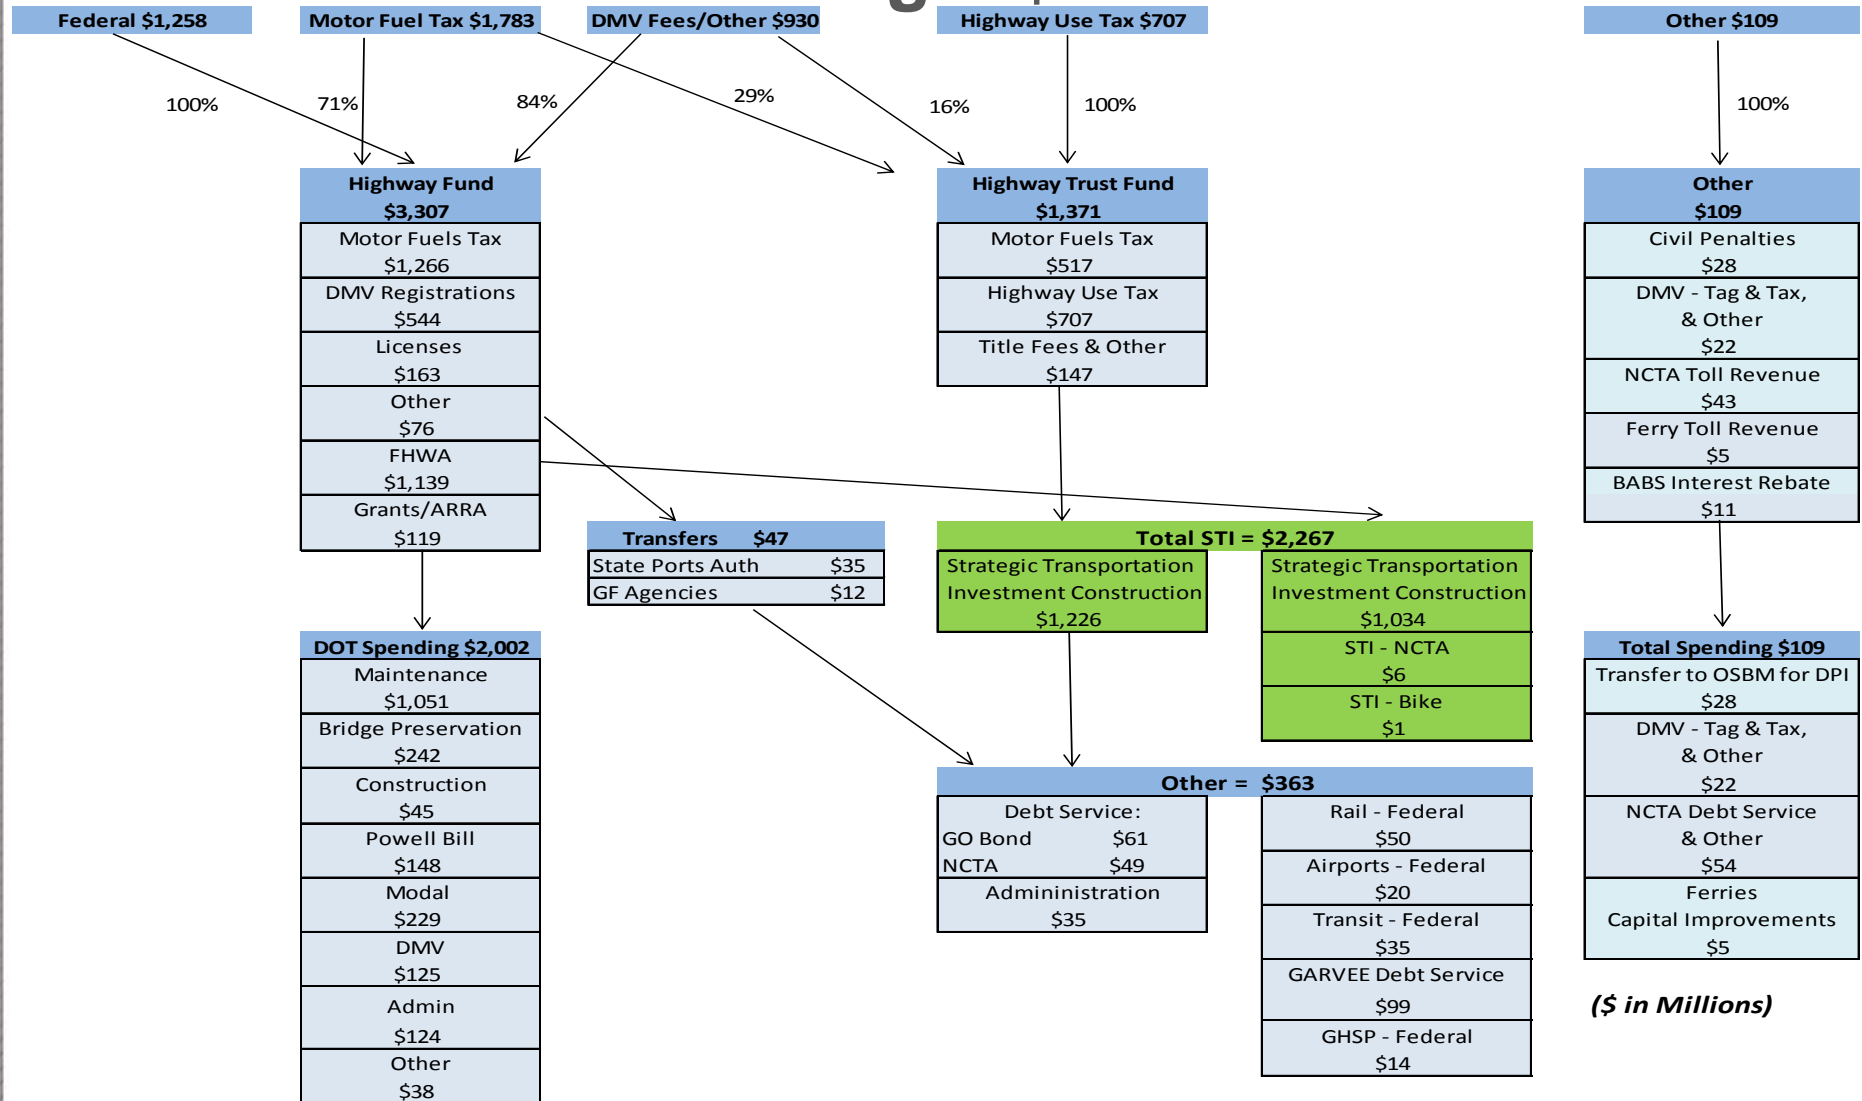 Federal $1,258
Motor Fuel Tax $1,783
DMV Fees/Other $930
Highway Use Tax $707
Other $109
100%
71%
84%
29%
16%
100%
100%
Highway Fund
$3,307
Motor Fuels Tax
$1,266
DMV Registrations
$544
Licenses
$163
Other
$76
FHWA
$1,139
Grants/ARRA
$119
Highway Trust Fund
$1,371
Motor Fuels Tax
$517
Highway Use Tax
$707
Title Fees & Other
$147
Other
$109
Civil Penalties
$28
DMV - Tag & Tax,
& Other
$22
NCTA Toll Revenue
$43
Ferry Toll Revenue
$5
BABS Interest Rebate
$11
Transfers $47
State Ports Auth $35
GF Agencies $12
Total STI = $2,267
Strategic Transportation
Investment Construction
$1,226
Strategic Transportation
Investment Construction
$1,034
STI - NCTA
$6
STI - Bike
$1
DOT Spending $2,002
Maintenance
$1,051
Bridge Preservation
$242
Construction
$45
Powell Bill
$148
Modal
$229
DMV
$125
Admin
$124
Other
$38
Other = $363
Debt Service:
GO Bond $61
NCTA $49
Admininistration
$35
Rail - Federal
$50
Airports - Federal
$20
Transit - Federal
$35
GARVEE Debt Service
$99
GHSP - Federal
$14
Total Spending $109
Transfer to OSBM for DPI
$28
DMV - Tag & Tax,
& Other
$22
NCTA Debt Service
& Other
$54
Ferries
Capital Improvements
$5
($ in Millions)